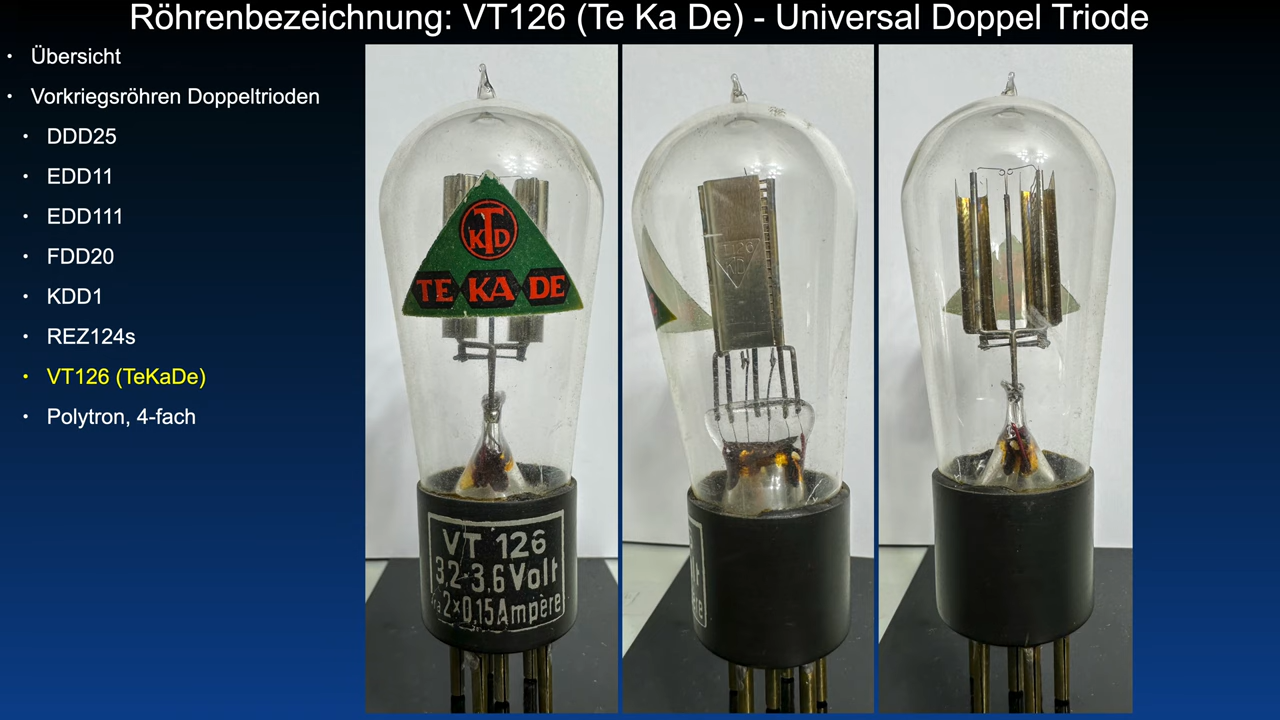 Röhrenbezeichnung: VT126 (Te Ka De) - Universal Doppel Triode
• Übersicht
• Vorkriegsröhren Doppeltrioden
• DDD25
• EDD11
• EDD111
• FDD20
• KDD1
• REZ124s
• VT126 (TeKaDe)
• Polytron, 4-fach
KTD
TE KA DE
VT 126
3,2-3,6 Volt
2×0,15 Ampère